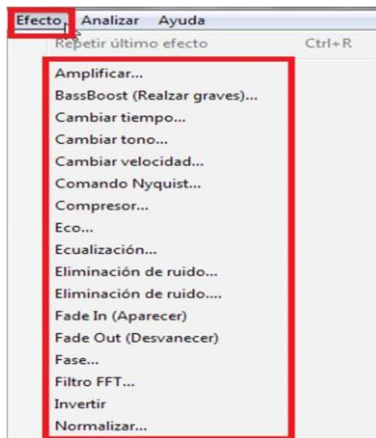 Efecto Analizar Ayuda
Repetir último efecto Ctrl+R
Amplificar...
BassBoost (Realzar graves)...
Cambiar tiempo...
Cambiar tono...
Cambiar velocidad...
Comando Nyquist...
Compresor...
Eco...
Ecualización...
Eliminación de ruido...
Eliminación de ruido....
Fade In (Aparecer)
Fade Out (Desvanecer)
Fase...
Filtro FFT...
Invertir
Normalizar...